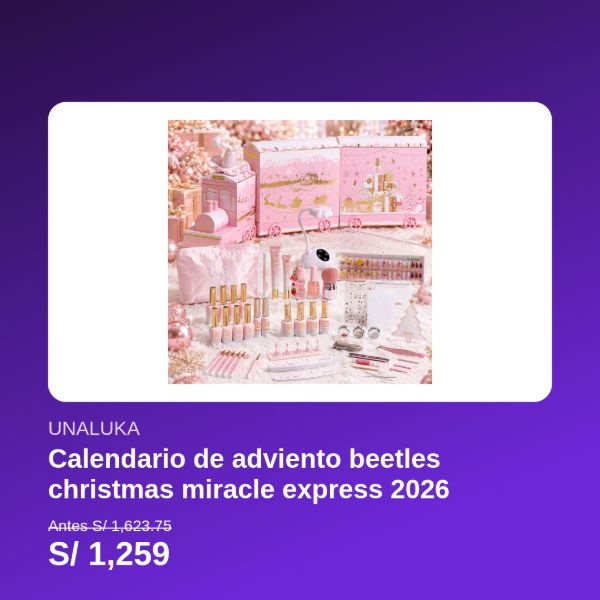 UNALUKA
Calendario de adviento beetles
christmas miracle express 2026
Antes S/ 1,623.75
S/ 1,259